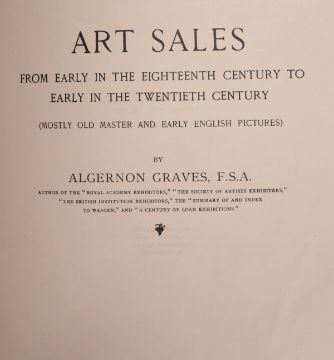 ART SALES
FROM EARLY IN THE EIGHTEENTH CENTURY TO
EARLY IN THE TWENTIETH CENTURY
(MOSTLY OLD MASTER AND EARLY ENGLISH PICTURES)
BY
ALGERNON GRAVES, F.S.A.
AUTHOR OF THE "ROYAL ACADEMY EXHIBITORS," "THE SOCIETY OF ARTISTS EXHIBITORS,"
"THE BRITISH INSTITUTION EXHIBITORS," THE "SUMMARY OF AND INDEX
TO WAAGEN," AND "A CENTURY OF LOAN EXHIBITIONS"